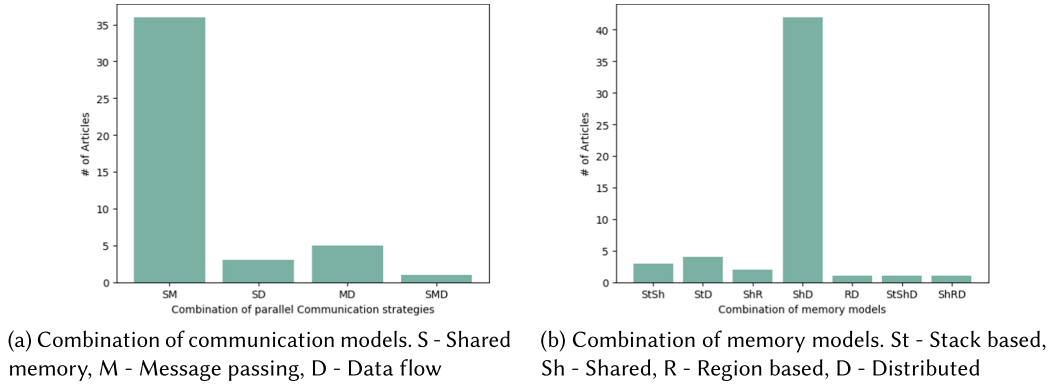 35
30
25
20
15
10
5
0
# of Articles
SM SD MD SMD
Combination of parallel Communication strategies
(a) Combination of communication models. S - Shared
memory, M - Message passing, D - Data flow
40
35
30
25
20
15
10
5
0
# of Articles
StSh StD ShR ShD RD StShD ShRD
Combination of memory models
(b) Combination of memory models. St - Stack based,
Sh - Shared, R - Region based, D - Distributed